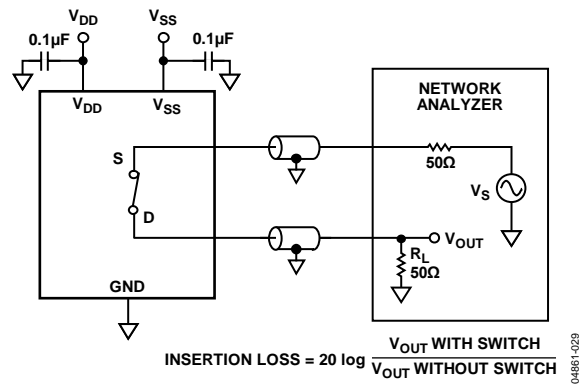 VDD
VSS
0.1µF
0.1µF
VDD
VSS
NETWORK
ANALYZER
S
D
50Ω
VS
VOUT
RL
50Ω
GND
INSERTION LOSS = 20 log VOUT WITH SWITCH
VOUT WITHOUT SWITCH
04861-029